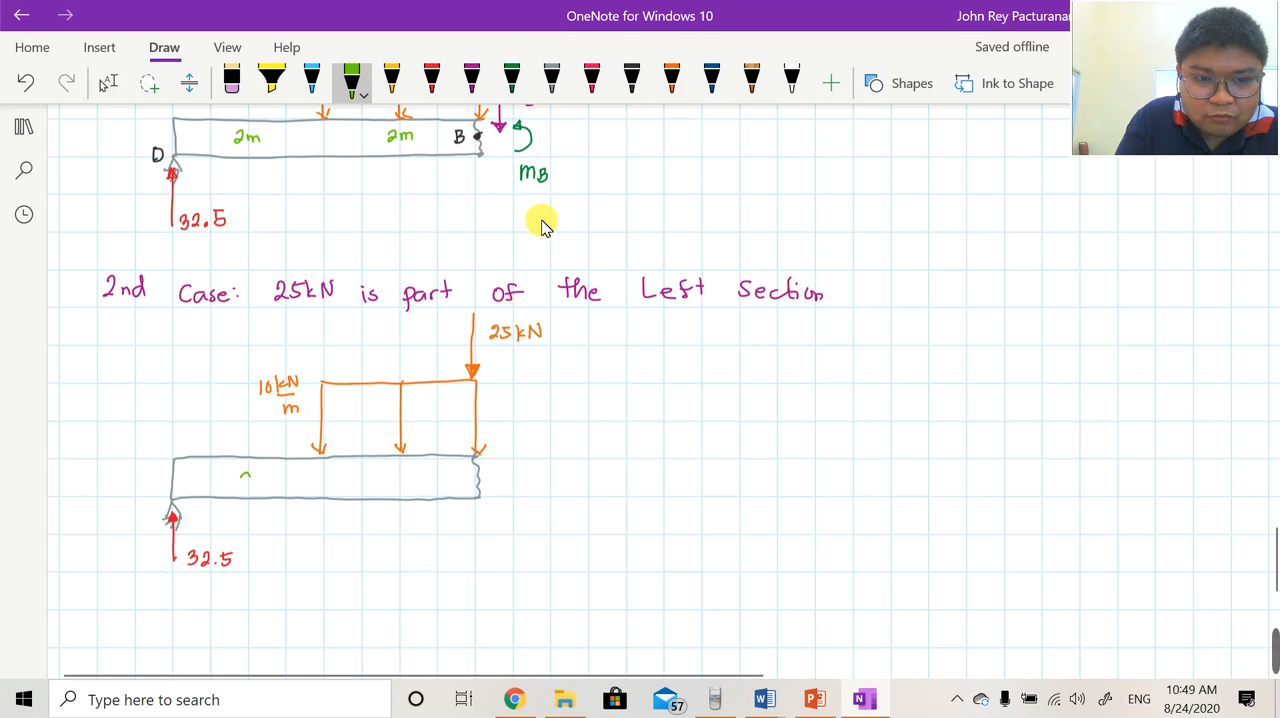 OneNote for Windows 10
John Rey Pacturanan
Home Insert Draw View Help
Saved offline
Shapes
Ink to Shape
2m 2m B
D
mB
32.5
2nd Case: 25kN is part of the Left Section
25kN
10kN
m
32.5
Type here to search
57
ENG
10:49 AM
8/24/2020